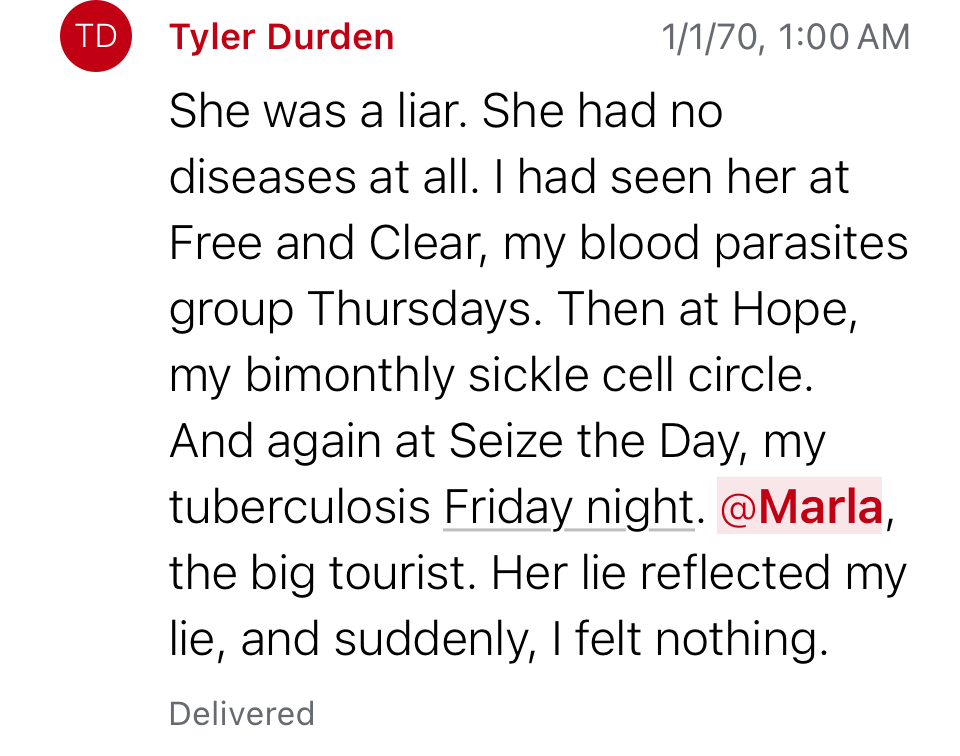 TD
Tyler Durden 1/1/70, 1:00 AM
She was a liar. She had no
diseases at all. I had seen her at
Free and Clear, my blood parasites
group Thursdays. Then at Hope,
my bimonthly sickle cell circle.
And again at Seize the Day, my
tuberculosis Friday night. @Marla,
the big tourist. Her lie reflected my
lie, and suddenly, I felt nothing.
Delivered